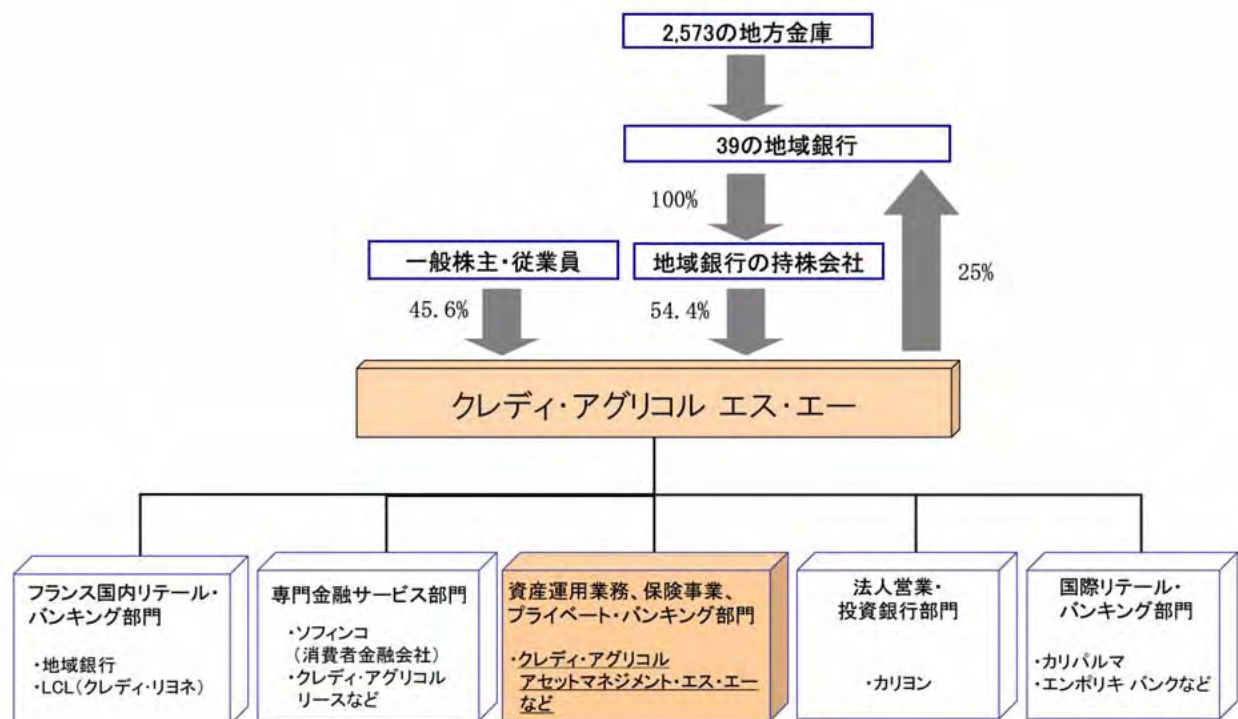 2,573の地方金庫
39の地域銀行
100%
一般株主・従業員
地域銀行の持株会社
25%
45.6%
54.4%
クレディ・アグリコル エス・エー
フランス国内リテール・
バンキング部門
・地域銀行
・LCL(クレディ・リヨネ)
専門金融サービス部門
・ソフィンコ
(消費者金融会社)
・クレディ・アグリコル
リースなど
資産運用業務、保険事業、
プライベート・バンキング部門
・クレディ・アグリコル
アセットマネジメント・エス・エー
など
法人営業・
投資銀行部門
・カリヨン
国際リテール・
バンキング部門
・カリパルマ
・エンポリキ バンクなど